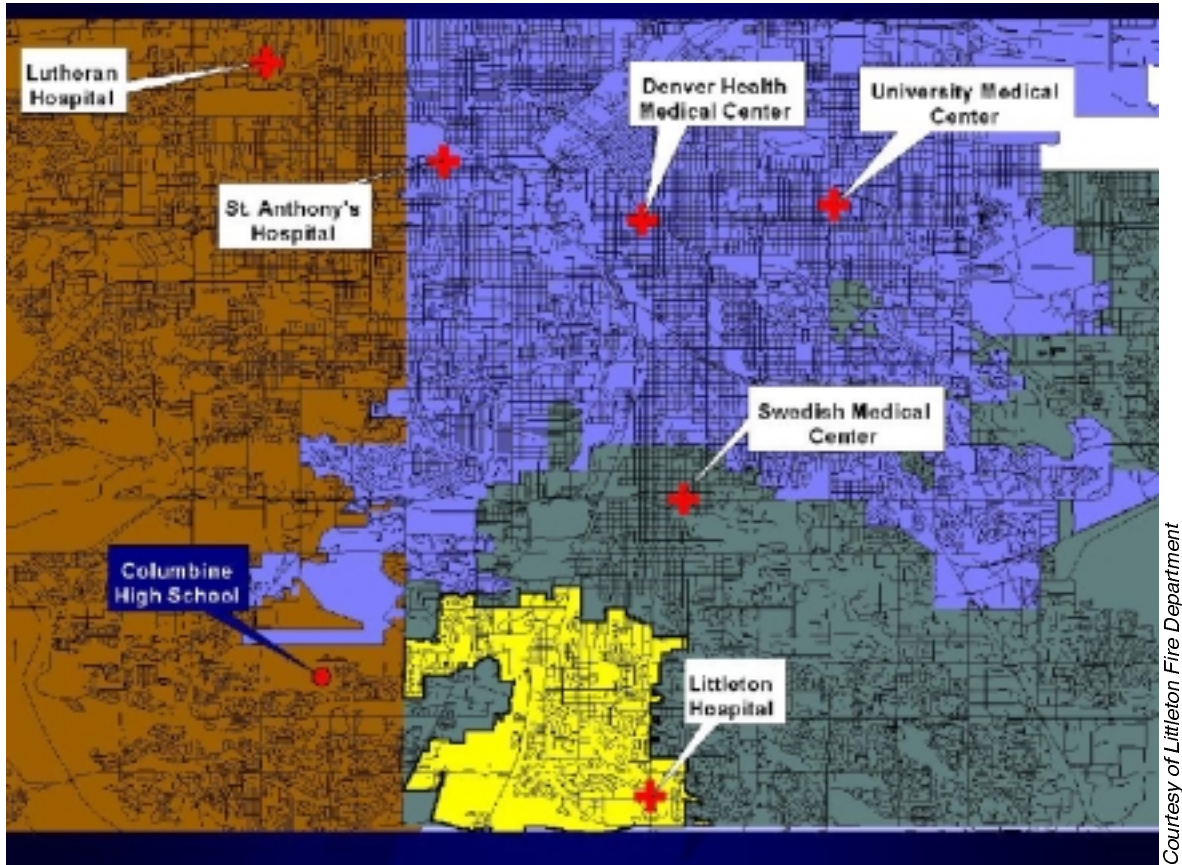 Lutheran
Hospital
Denver Health
Medical Center
University Medical
Center
St. Anthony's
Hospital
Swedish Medical
Center
Columbine
High School
Littleton
Hospital
Courtesy of Littleton Fire Department